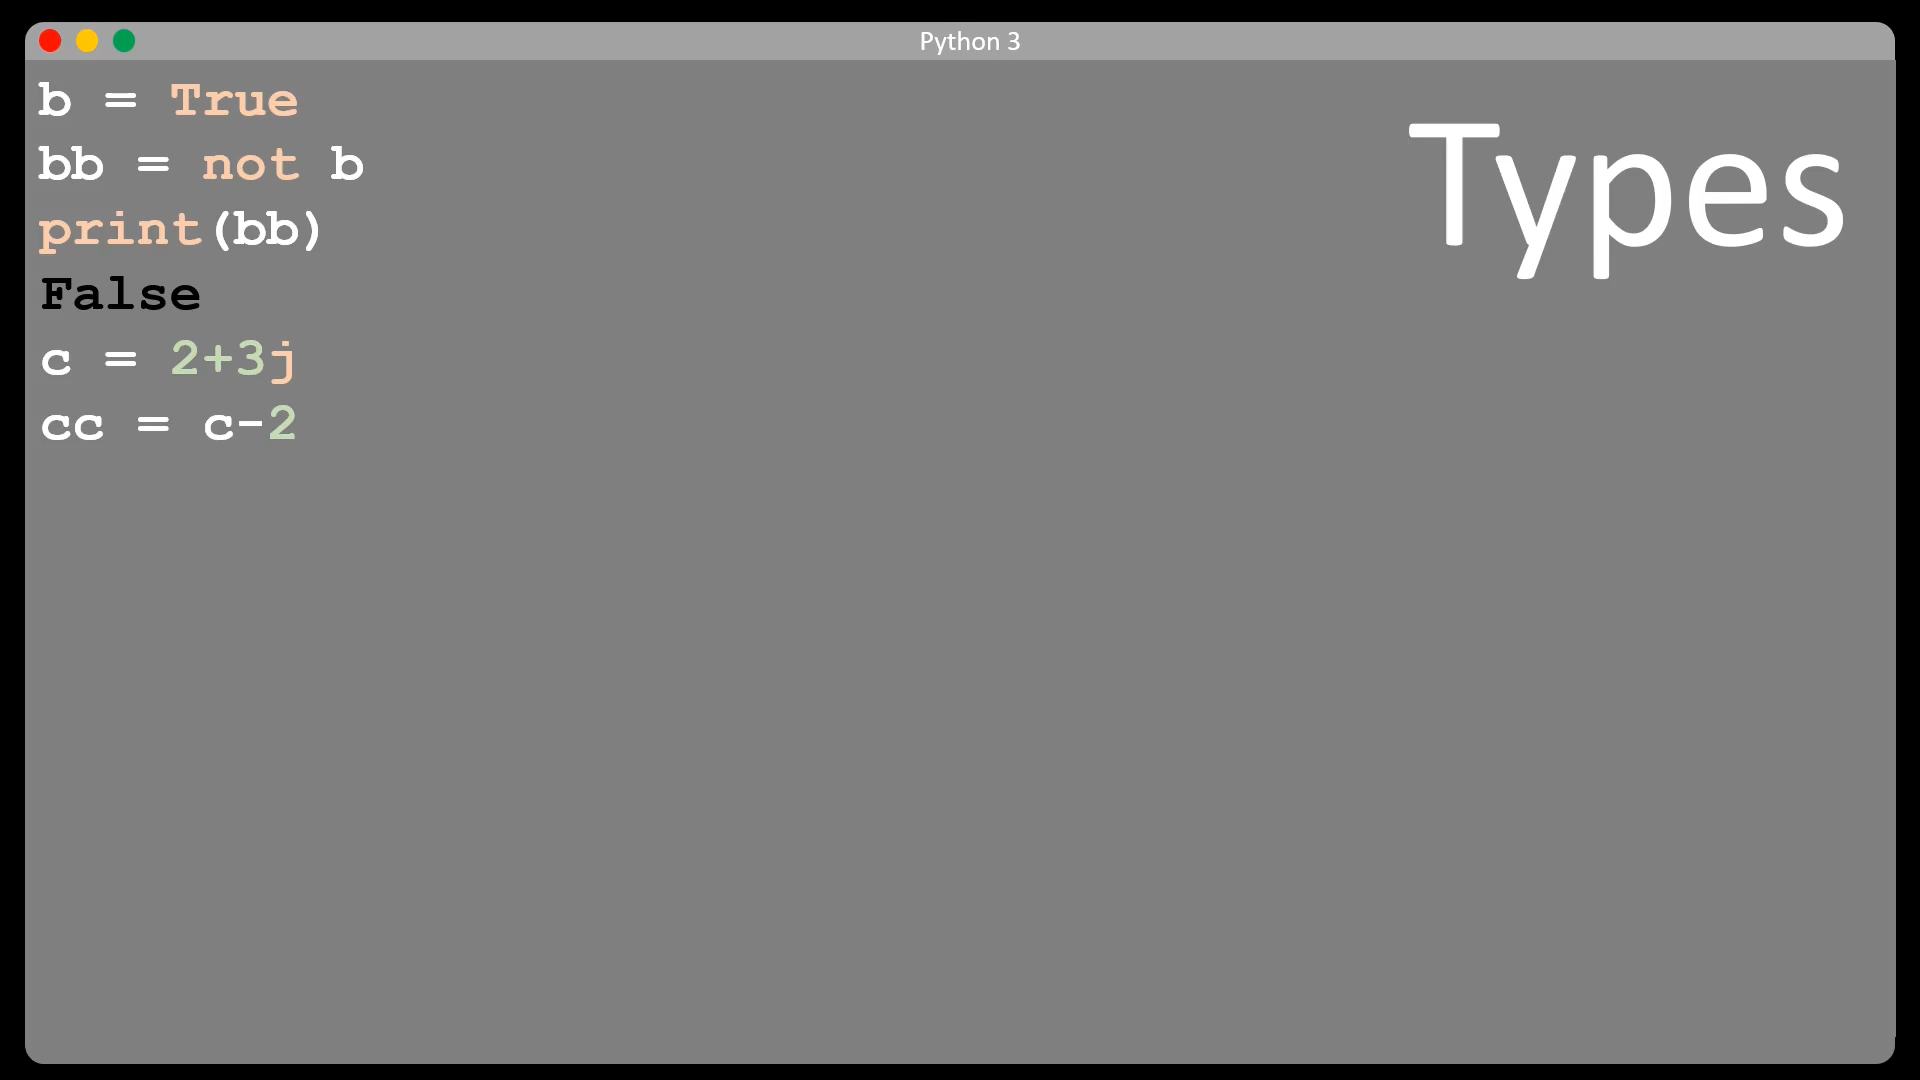 Python 3
b = True
bb = not b
print(bb)
False
c = 2+3j
cc = c-2
Types